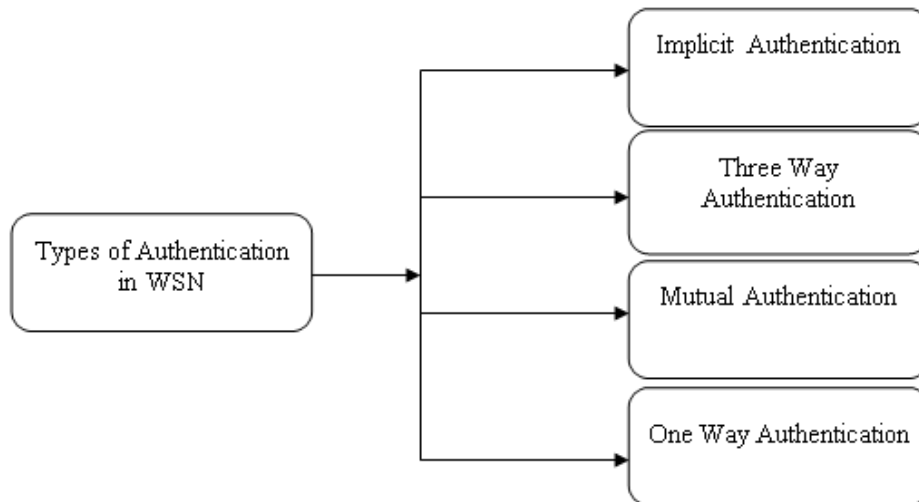 Implicit Authentication
Three Way
Authentication
Types of Authentication
in WSN
Mutual Authentication
One Way Authentication